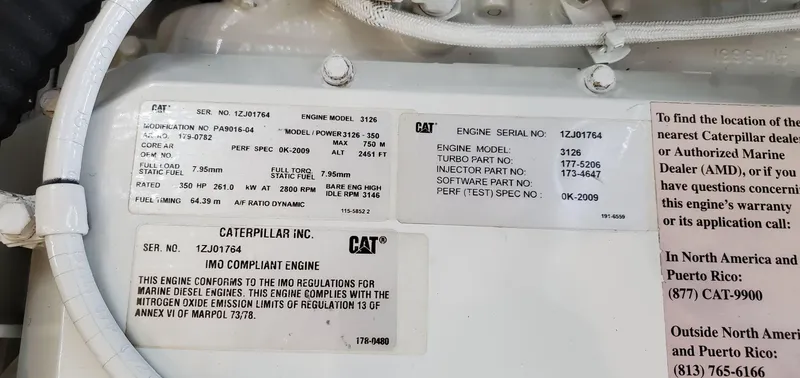 CAT SER. NO. 1ZJ01764 ENGINE MODEL 3126
MODIFICATION NO PA9016-04 MODEL/POWER 3126-350
AR. NO. 179-0782 MAX 750 M
CORE AR PERF SPEC 0K-2009 ALT 2451 FT
OEM NO.
FULL LOAD STATIC FUEL 7.95mm FULL TORQ STATIC FUEL 7.95mm
RATED 350 HP 261.0 kW AT 2800 RPM BARE ENG HIGH IDLE RPM 3146
FUEL TIMING 64.39 m A/F RATIO DYNAMIC
115-5852 2
CAT ENGINE SERIAL NO: 1ZJ01764
ENGINE MODEL: 3126
TURBO PART NO: 177-5206
INJECTOR PART NO: 173-4647
SOFTWARE PART NO:
PERF (TEST) SPEC NO : 0K-2009
191-6550
CATERPILLAR INC. CAT®
SER. NO. 1ZJ01764
IMO COMPLIANT ENGINE
THIS ENGINE CONFORMS TO THE IMO REGULATIONS FOR
MARINE DIESEL ENGINES. THIS ENGINE COMPLIES WITH THE
NITROGEN OXIDE EMISSION LIMITS OF REGULATION 13 OF
ANNEX VI OF MARPOL 73/78.
178-0480
To find the location of the
nearest Caterpillar deale
or Authorized Marine
Dealer (AMD), or if you
have questions concerni
this engine's warranty
or its application call:
In North America and
Puerto Rico:
(877) CAT-9900
Outside North Ameri
and Puerto Rico:
(813) 765-6166